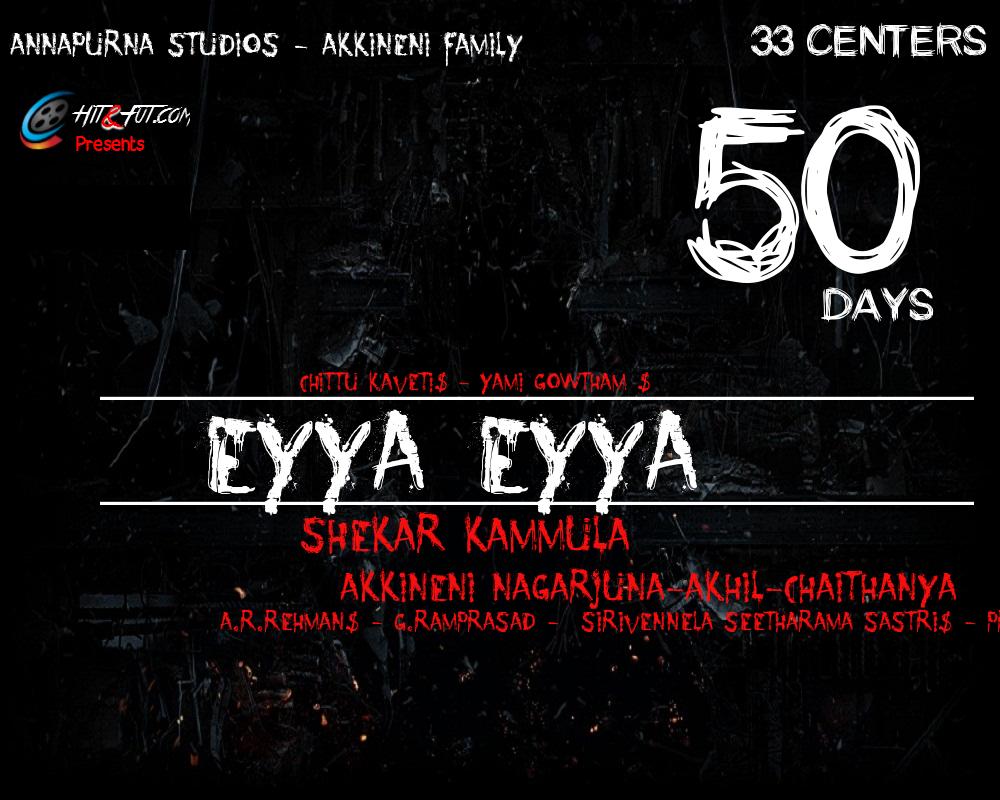 ANNAPURNA STUDIOS - AKKINENI FAMILY
33 CENTERS
HIT&FUT.COM
Presents
50
DAYS
CHITTU KAVETI$ - YAMI GOWTHAM $
EYYA EYYA
SHEKAR KAMMULA
AKKINENI NAGARJUNA-AKHIL-CHAITHANYA
A.R.REHMAN$ - G.RAMPRASAD - SIRIVENNELA SEETHARAMA SASTRI$ -